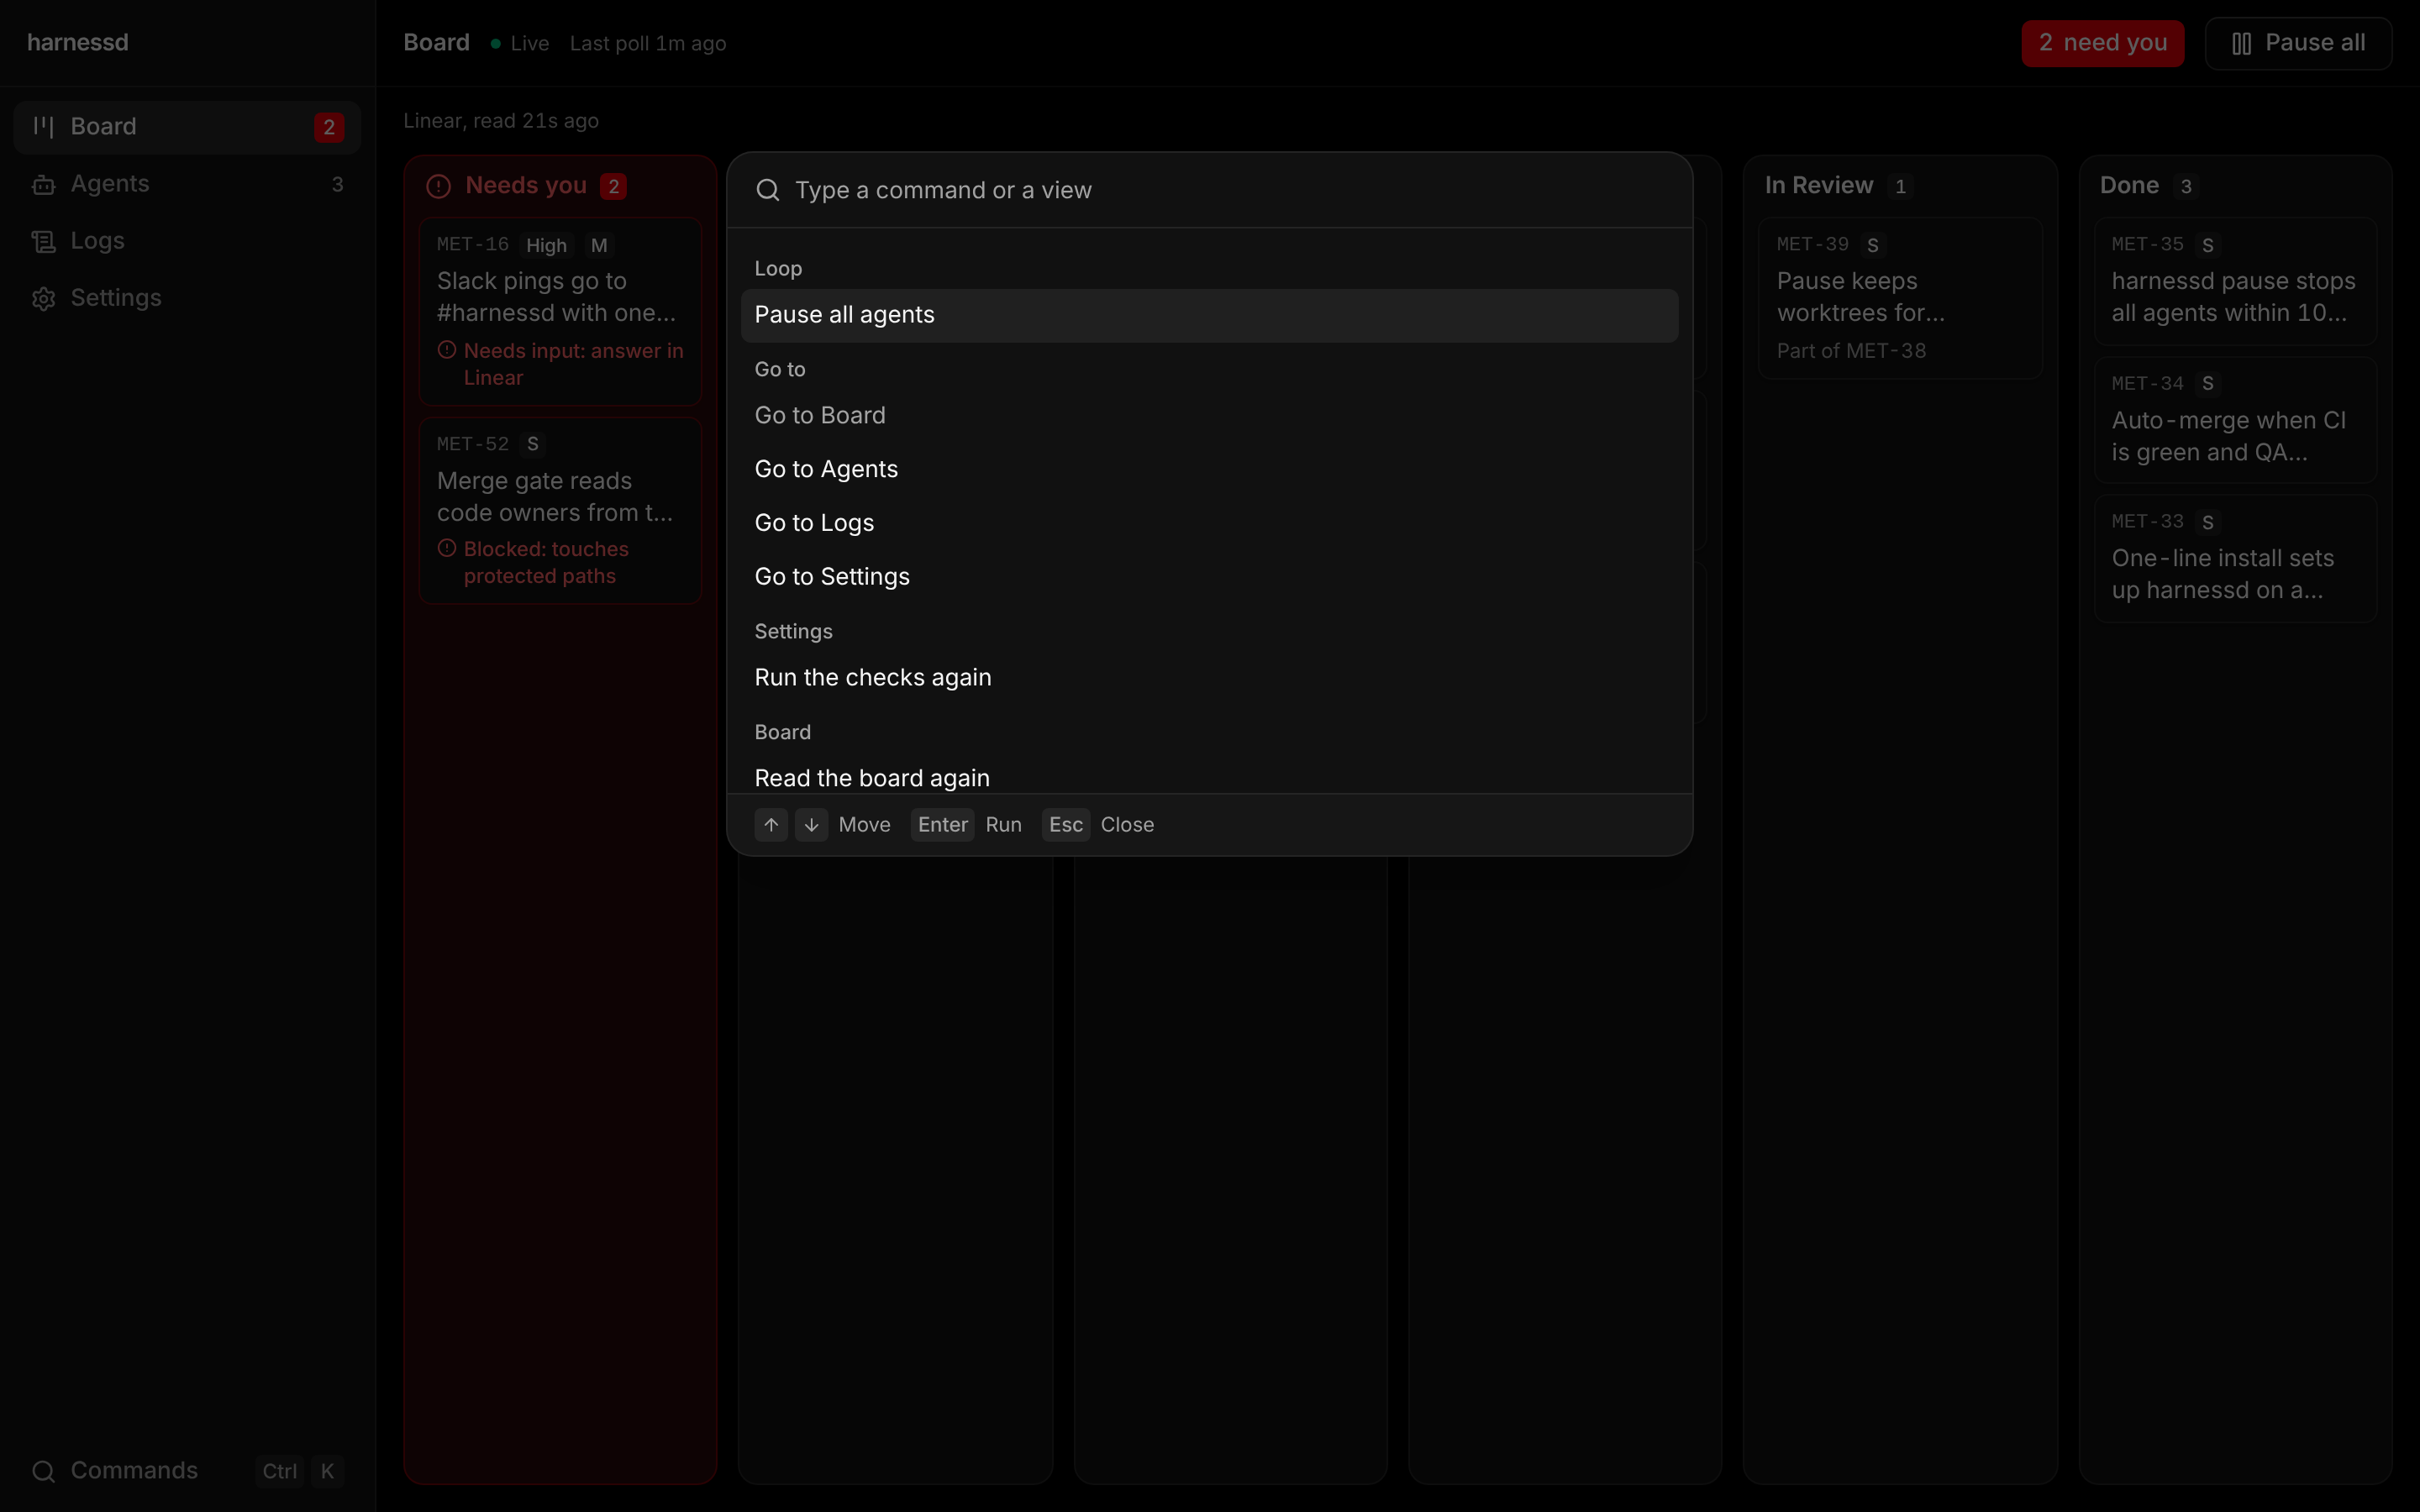 harnessd
Board
2
Agents
3
Logs
Settings
Commands
Ctrl
K
Board
Live
Last poll 1m ago
2 need you
Pause all
Linear, read 21s ago
Needs you
2
MET-16
High
M
Slack pings go to
#harnessd with one...
Needs input: answer in
Linear
MET-52
S
Merge gate reads
code owners from t...
Blocked: touches
protected paths
Type a command or a view
Loop
Pause all agents
Go to
Go to Board
Go to Agents
Go to Logs
Go to Settings
Settings
Run the checks again
Board
Read the board again
↑ ↓ Move
Enter Run
Esc Close
In Review
1
MET-39
S
Pause keeps
worktrees for...
Part of MET-38
Done
3
MET-35
S
harnessd pause stops
all agents within 10...
MET-34
S
Auto-merge when CI
is green and QA...
MET-33
S
One-line install sets
up harnessd on a...